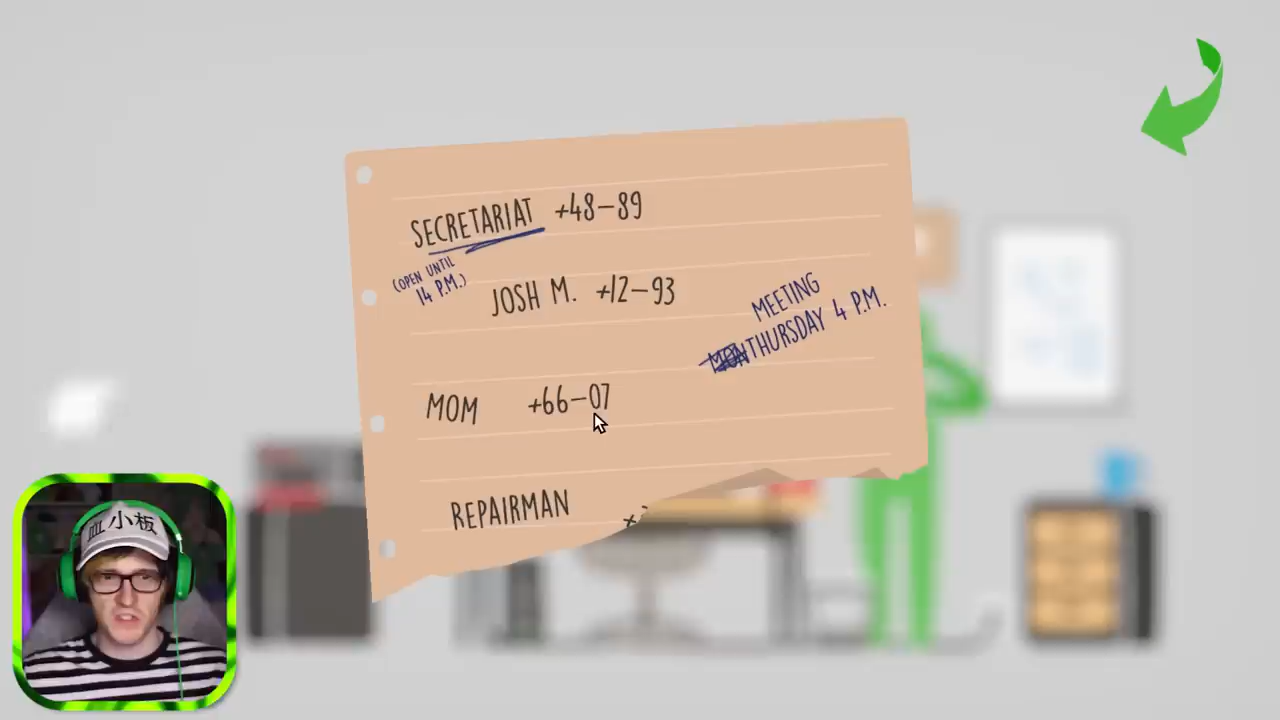 SECRETARIAT +48-89
(OPEN UNTIL
14 P.M.)
JOSH M. +12-93
MEETING
THURSDAY 4 P.M.
MOM +66-07
REPAIRMAN +
血小板